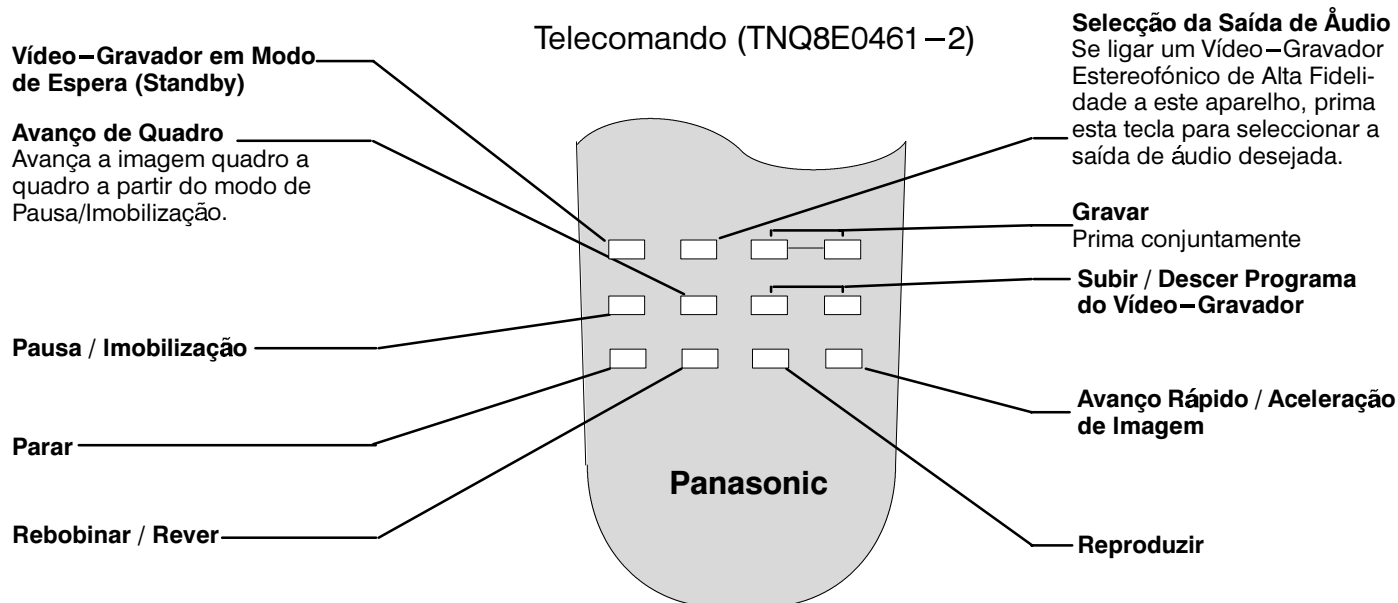 Telecomando (TNQ8E0461−2)
Vídeo−Gravador em Modo
de Espera (Standby)
Avanço de Quadro
Avança a imagem quadro a
quadro a partir do modo de
Pausa/Imobilização.
Pausa / Imobilização
Parar
Rebobinar / Rever
Selecção da Saída de Åudio
Se ligar um Vídeo−Gravador
Estereofónico de Alta Fideli-
dade a este aparelho, prima
esta tecla para seleccionar a
saída de áudio desejada.
Gravar
Prima conjuntamente
Subir / Descer Programa
do Vídeo−Gravador
Avanço Rápido / Aceleração
de Imagem
Reproduzir
Panasonic